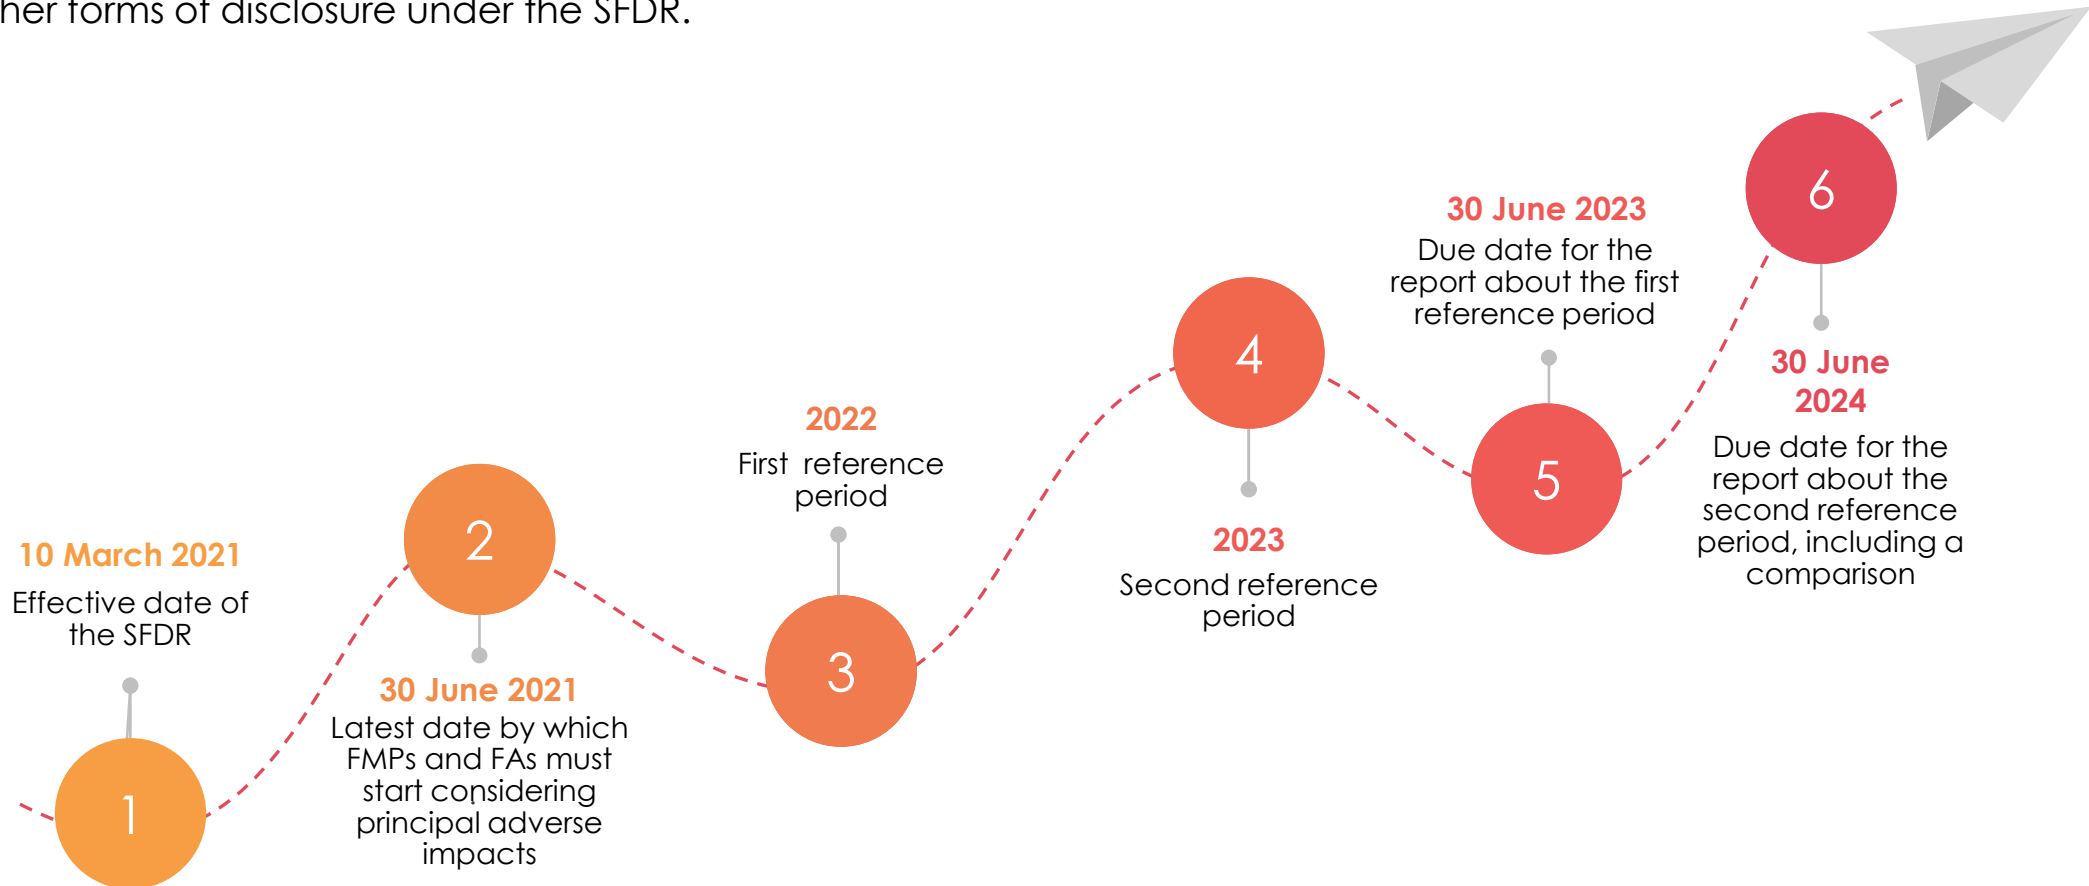 her forms of disclosure under the SFDR.
10 March 2021
Effective date of
the SFDR
1
2
30 June 2021
Latest date by which
FMPs and FAs must
start considering
principal adverse
impacts
2022
First reference
period
3
4
2023
Second reference
period
30 June 2023
Due date for the
report about the first
reference period
5
6
30 June
2024
Due date for the
report about the
second reference
period, including a
comparison